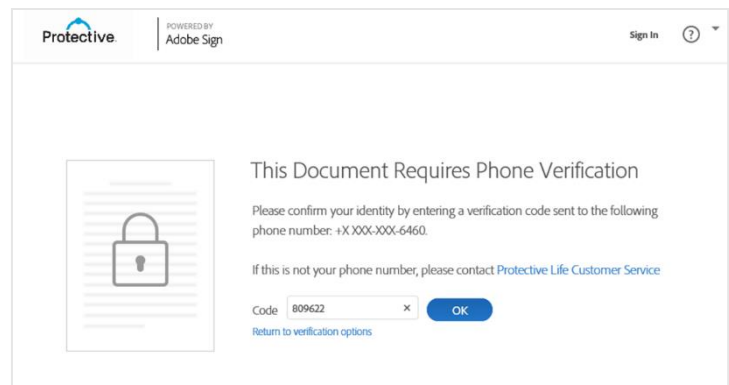 Protective.
POWERED BY
Adobe Sign
Sign In
?
This Document Requires Phone Verification
Please confirm your identity by entering a verification code sent to the following
phone number: +X XXX-XXX-6460.
If this is not your phone number, please contact Protective Life Customer Service
Code 809622 × OK
Return to verification options